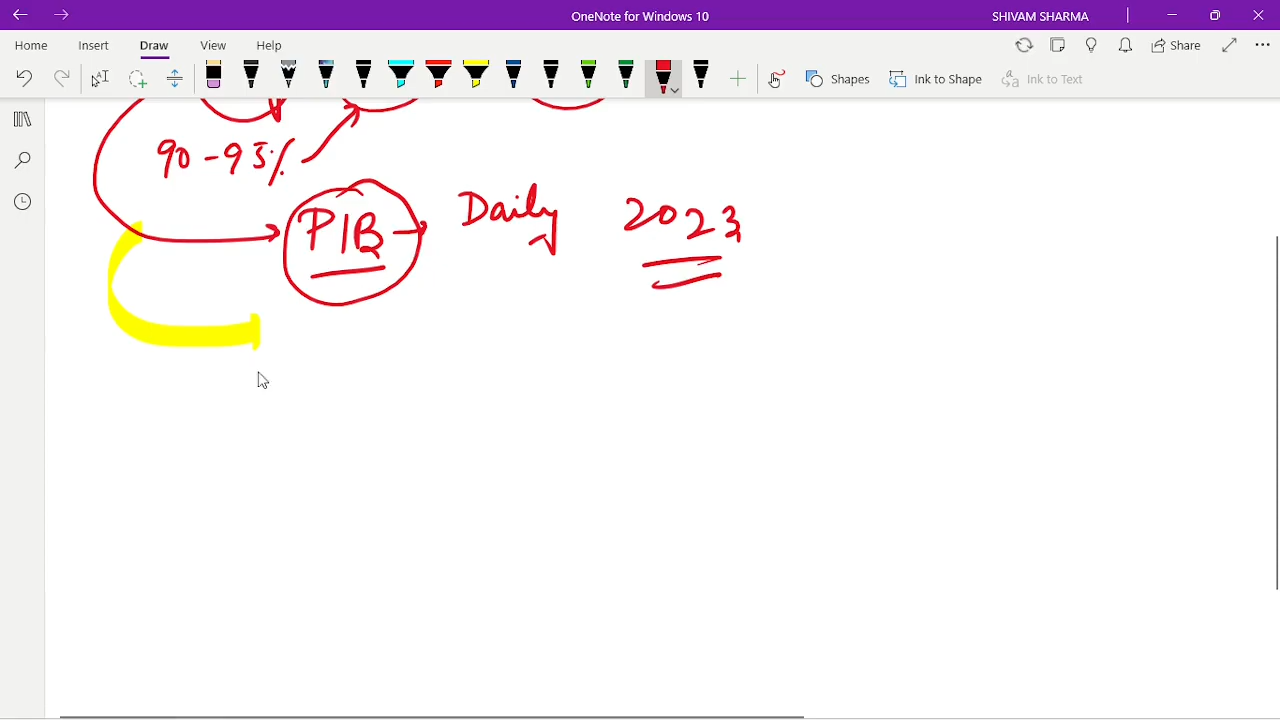 OneNote for Windows 10
SHIVAM SHARMA
Home Insert Draw View Help
Share
Shapes
Ink to Shape
Ink to Text
90 - 95%
PIB Daily 2023